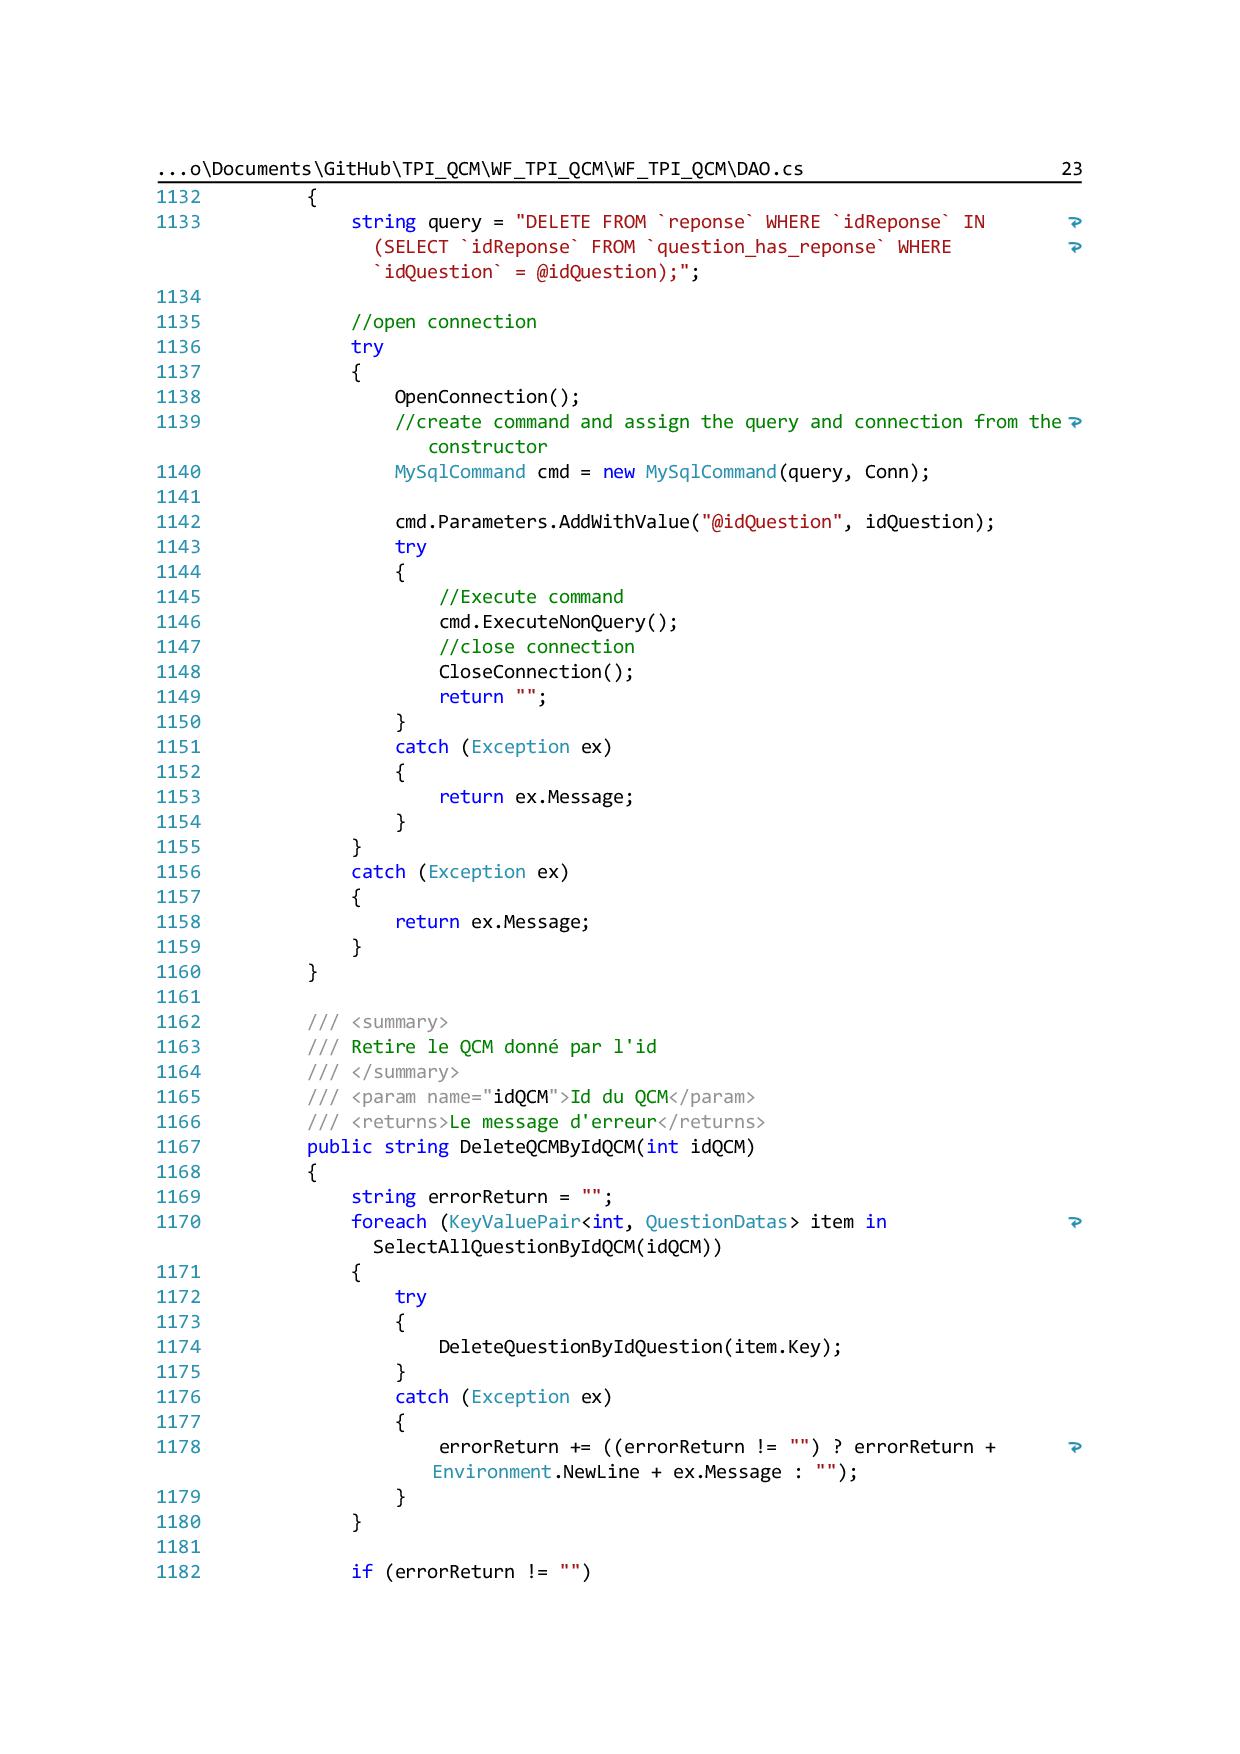 ...o\Documents\GitHub\TPI_QCM\WF_TPI_QCM\WF_TPI_QCM\DAO.cs 23
1132 {
1133 string query = "DELETE FROM `reponse` WHERE `idReponse` IN
(SELECT `idReponse` FROM `question_has_reponse` WHERE
`idQuestion` = @idQuestion);";
1134
1135 //open connection
1136 try
1137 {
1138 OpenConnection();
1139 //create command and assign the query and connection from the
constructor
1140 MySqlCommand cmd = new MySqlCommand(query, Conn);
1141
1142 cmd.Parameters.AddWithValue("@idQuestion", idQuestion);
1143 try
1144 {
1145 //Execute command
1146 cmd.ExecuteNonQuery();
1147 //close connection
1148 CloseConnection();
1149 return "";
1150 }
1151 catch (Exception ex)
1152 {
1153 return ex.Message;
1154 }
1155 }
1156 catch (Exception ex)
1157 {
1158 return ex.Message;
1159 }
1160 }
1161
1162 /// <summary>
1163 /// Retire le QCM donné par l'id
1164 /// </summary>
1165 /// <param name="idQCM">Id du QCM</param>
1166 /// <returns>Le message d'erreur</returns>
1167 public string DeleteQCMByIdQCM(int idQCM)
1168 {
1169 string errorReturn = "";
1170 foreach (KeyValuePair<int, QuestionDatas> item in
SelectAllQuestionByIdQCM(idQCM))
1171 {
1172 try
1173 {
1174 DeleteQuestionByIdQuestion(item.Key);
1175 }
1176 catch (Exception ex)
1177 {
1178 errorReturn += ((errorReturn != "") ? errorReturn +
Environment.NewLine + ex.Message : "");
1179 }
1180 }
1181
1182 if (errorReturn != "")